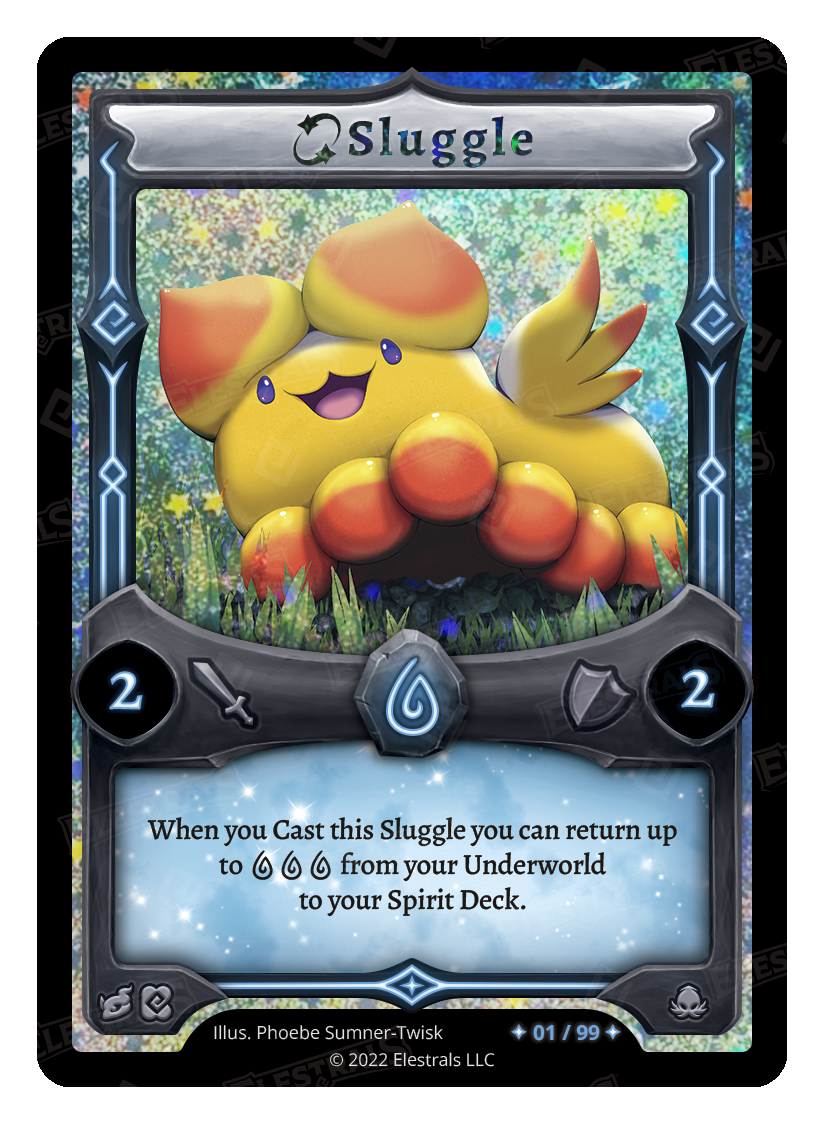 Sluggle
2
2
When you Cast this Sluggle you can return up
to from your Underworld
to your Spirit Deck.
Illus. Phoebe Sumner-Twisk
01 / 99
© 2022 Elestrals LLC
ELESTRALS